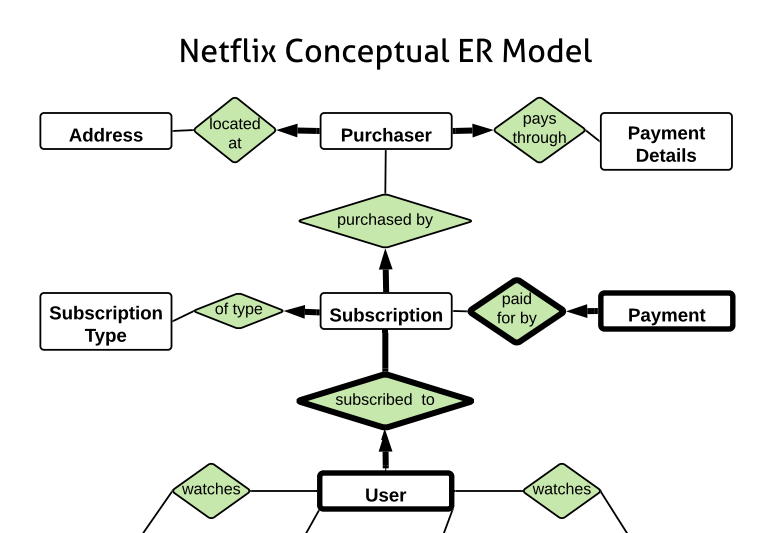 Netflix Conceptual ER Model
Address
located
at
Purchaser
pays
through
Payment
Details
purchased by
Subscription
Type
of type
Subscription
paid
for by
Payment
subscribed to
watches
User
watches